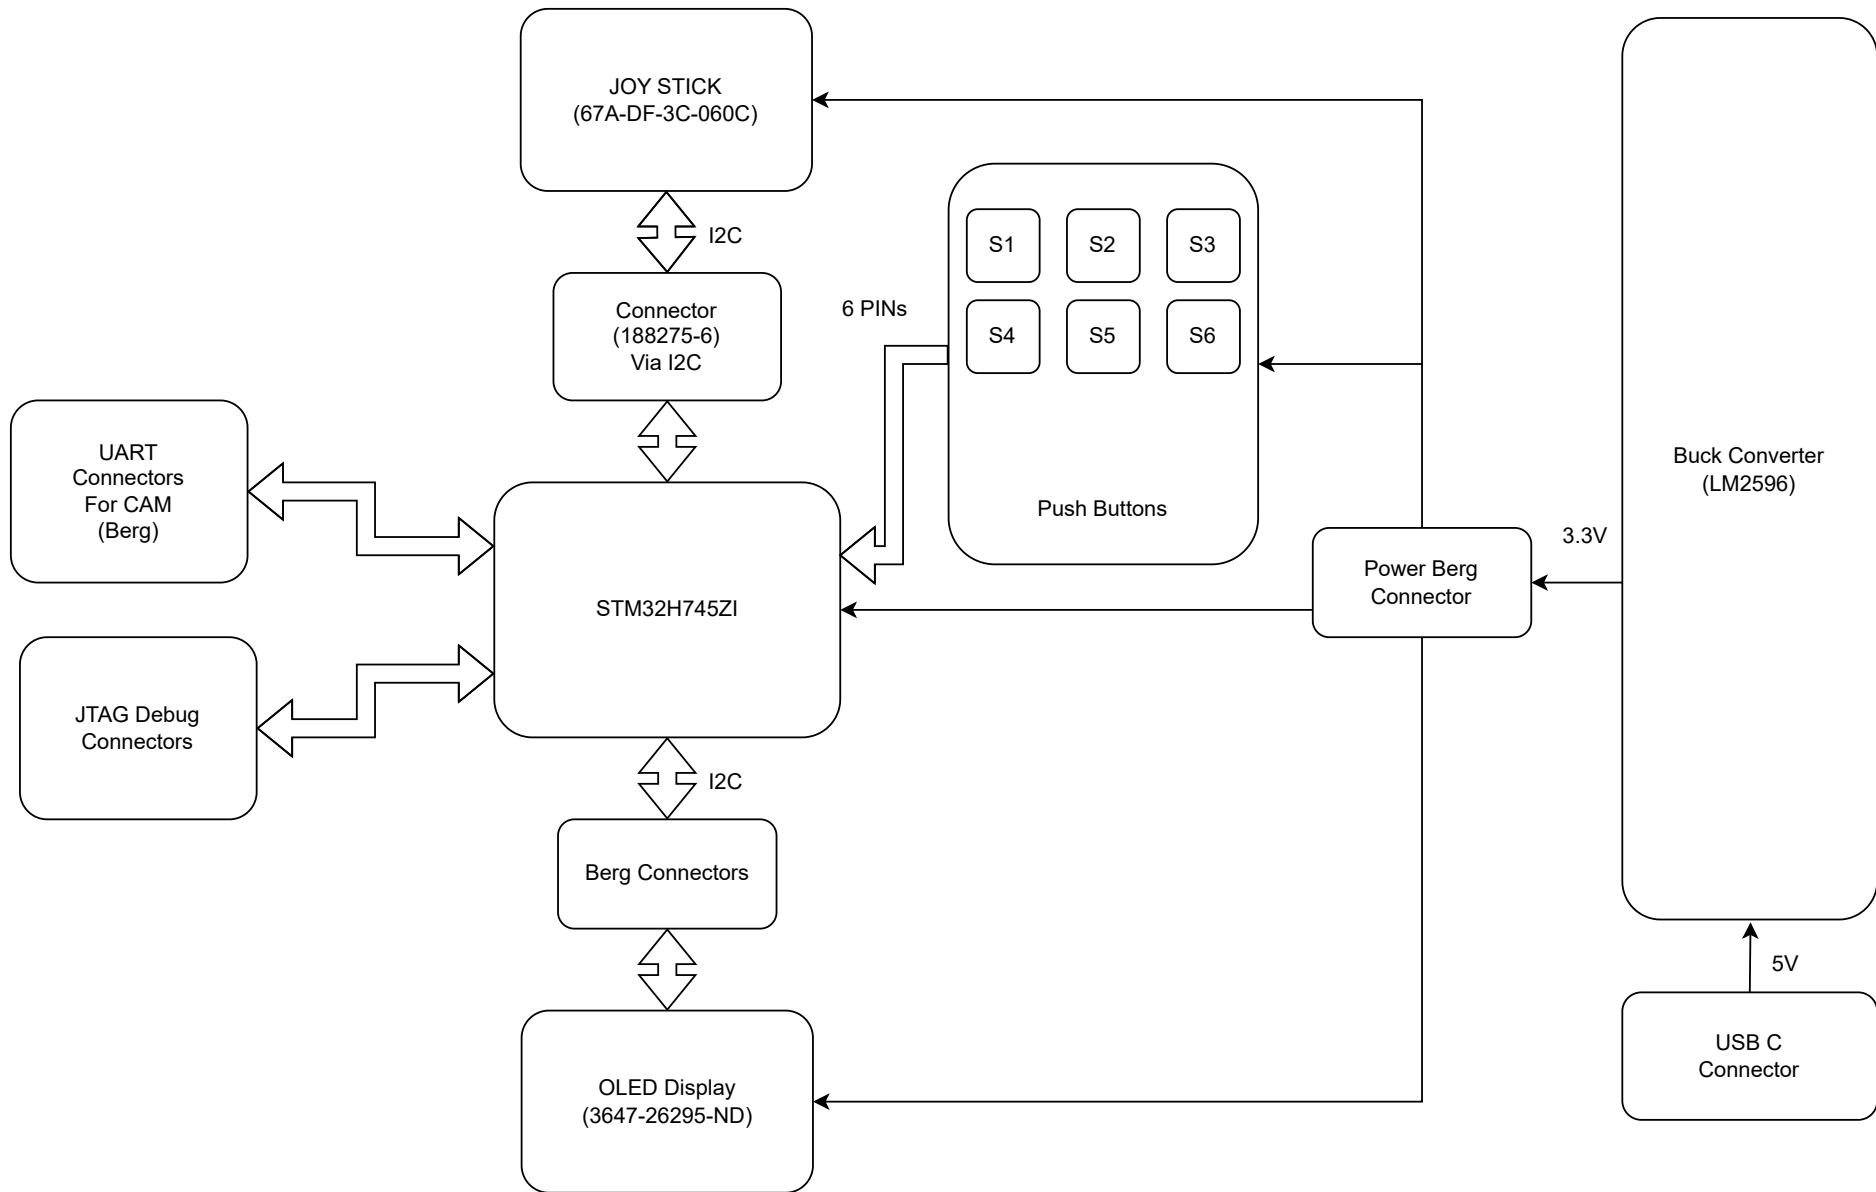 JOY STICK
(67A-DF-3C-060C)
I2C
S1
S2
S3
S4
S5
S6
Push Buttons
6 PINs
Connector
(188275-6)
Via I2C
UART
Connectors
For CAM
(Berg)
STM32H745ZI
JTAG Debug
Connectors
I2C
Berg Connectors
OLED Display
(3647-26295-ND)
Power Berg
Connector
3.3V
Buck Converter
(LM2596)
5V
USB C
Connector